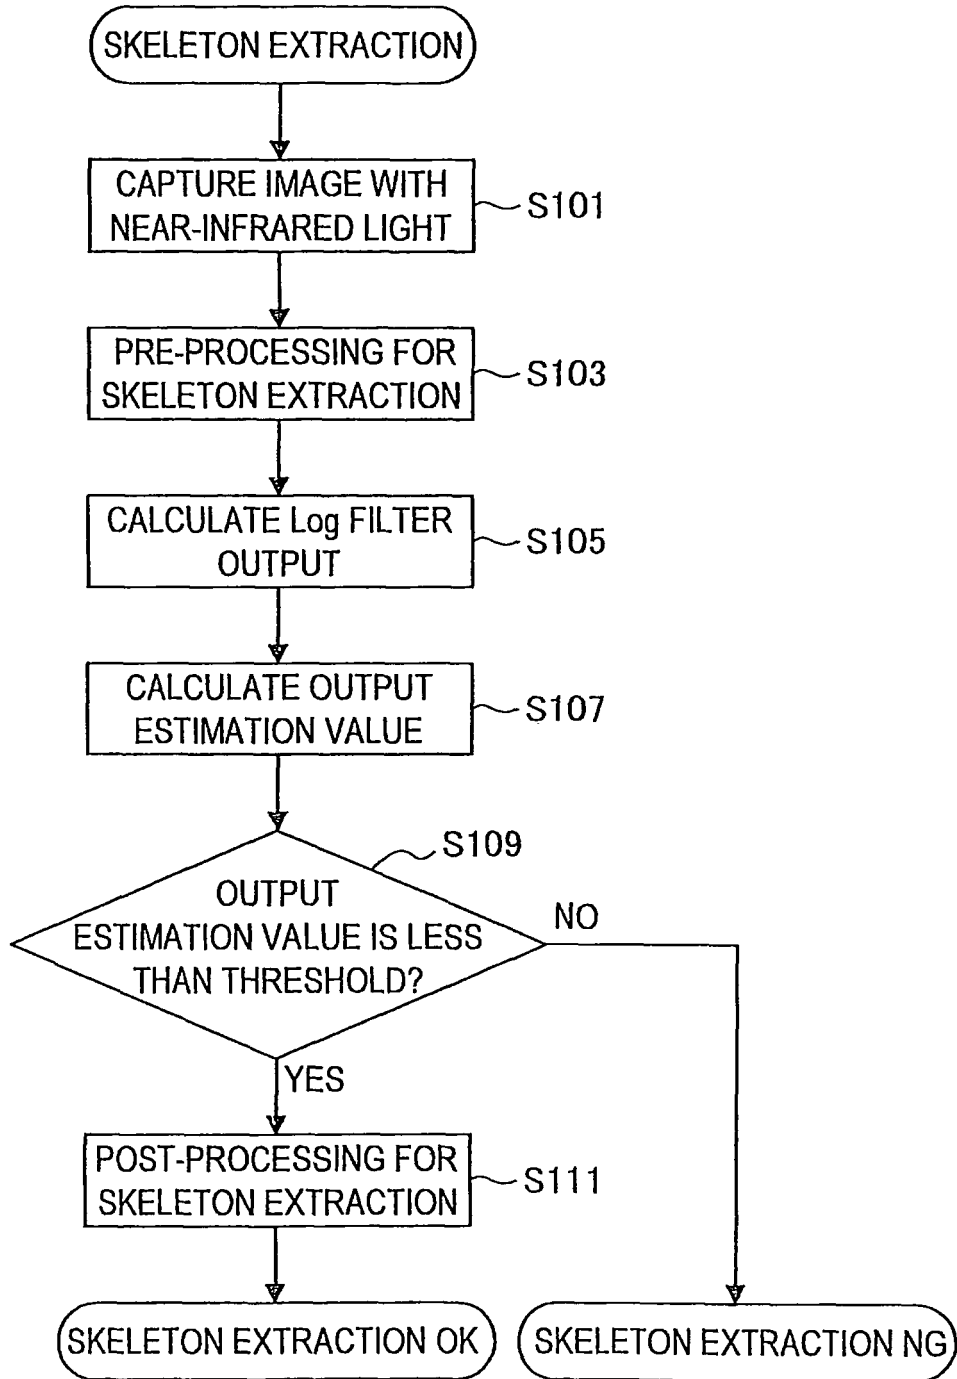 SKELETON EXTRACTION
CAPTURE IMAGE WITH
NEAR-INFRARED LIGHT
S101
PRE-PROCESSING FOR
SKELETON EXTRACTION
S103
CALCULATE Log FILTER
OUTPUT
S105
CALCULATE OUTPUT
ESTIMATION VALUE
S107
S109
OUTPUT
ESTIMATION VALUE IS LESS
THAN THRESHOLD?
NO
YES
POST-PROCESSING FOR
SKELETON EXTRACTION
S111
SKELETON EXTRACTION OK
SKELETON EXTRACTION NG